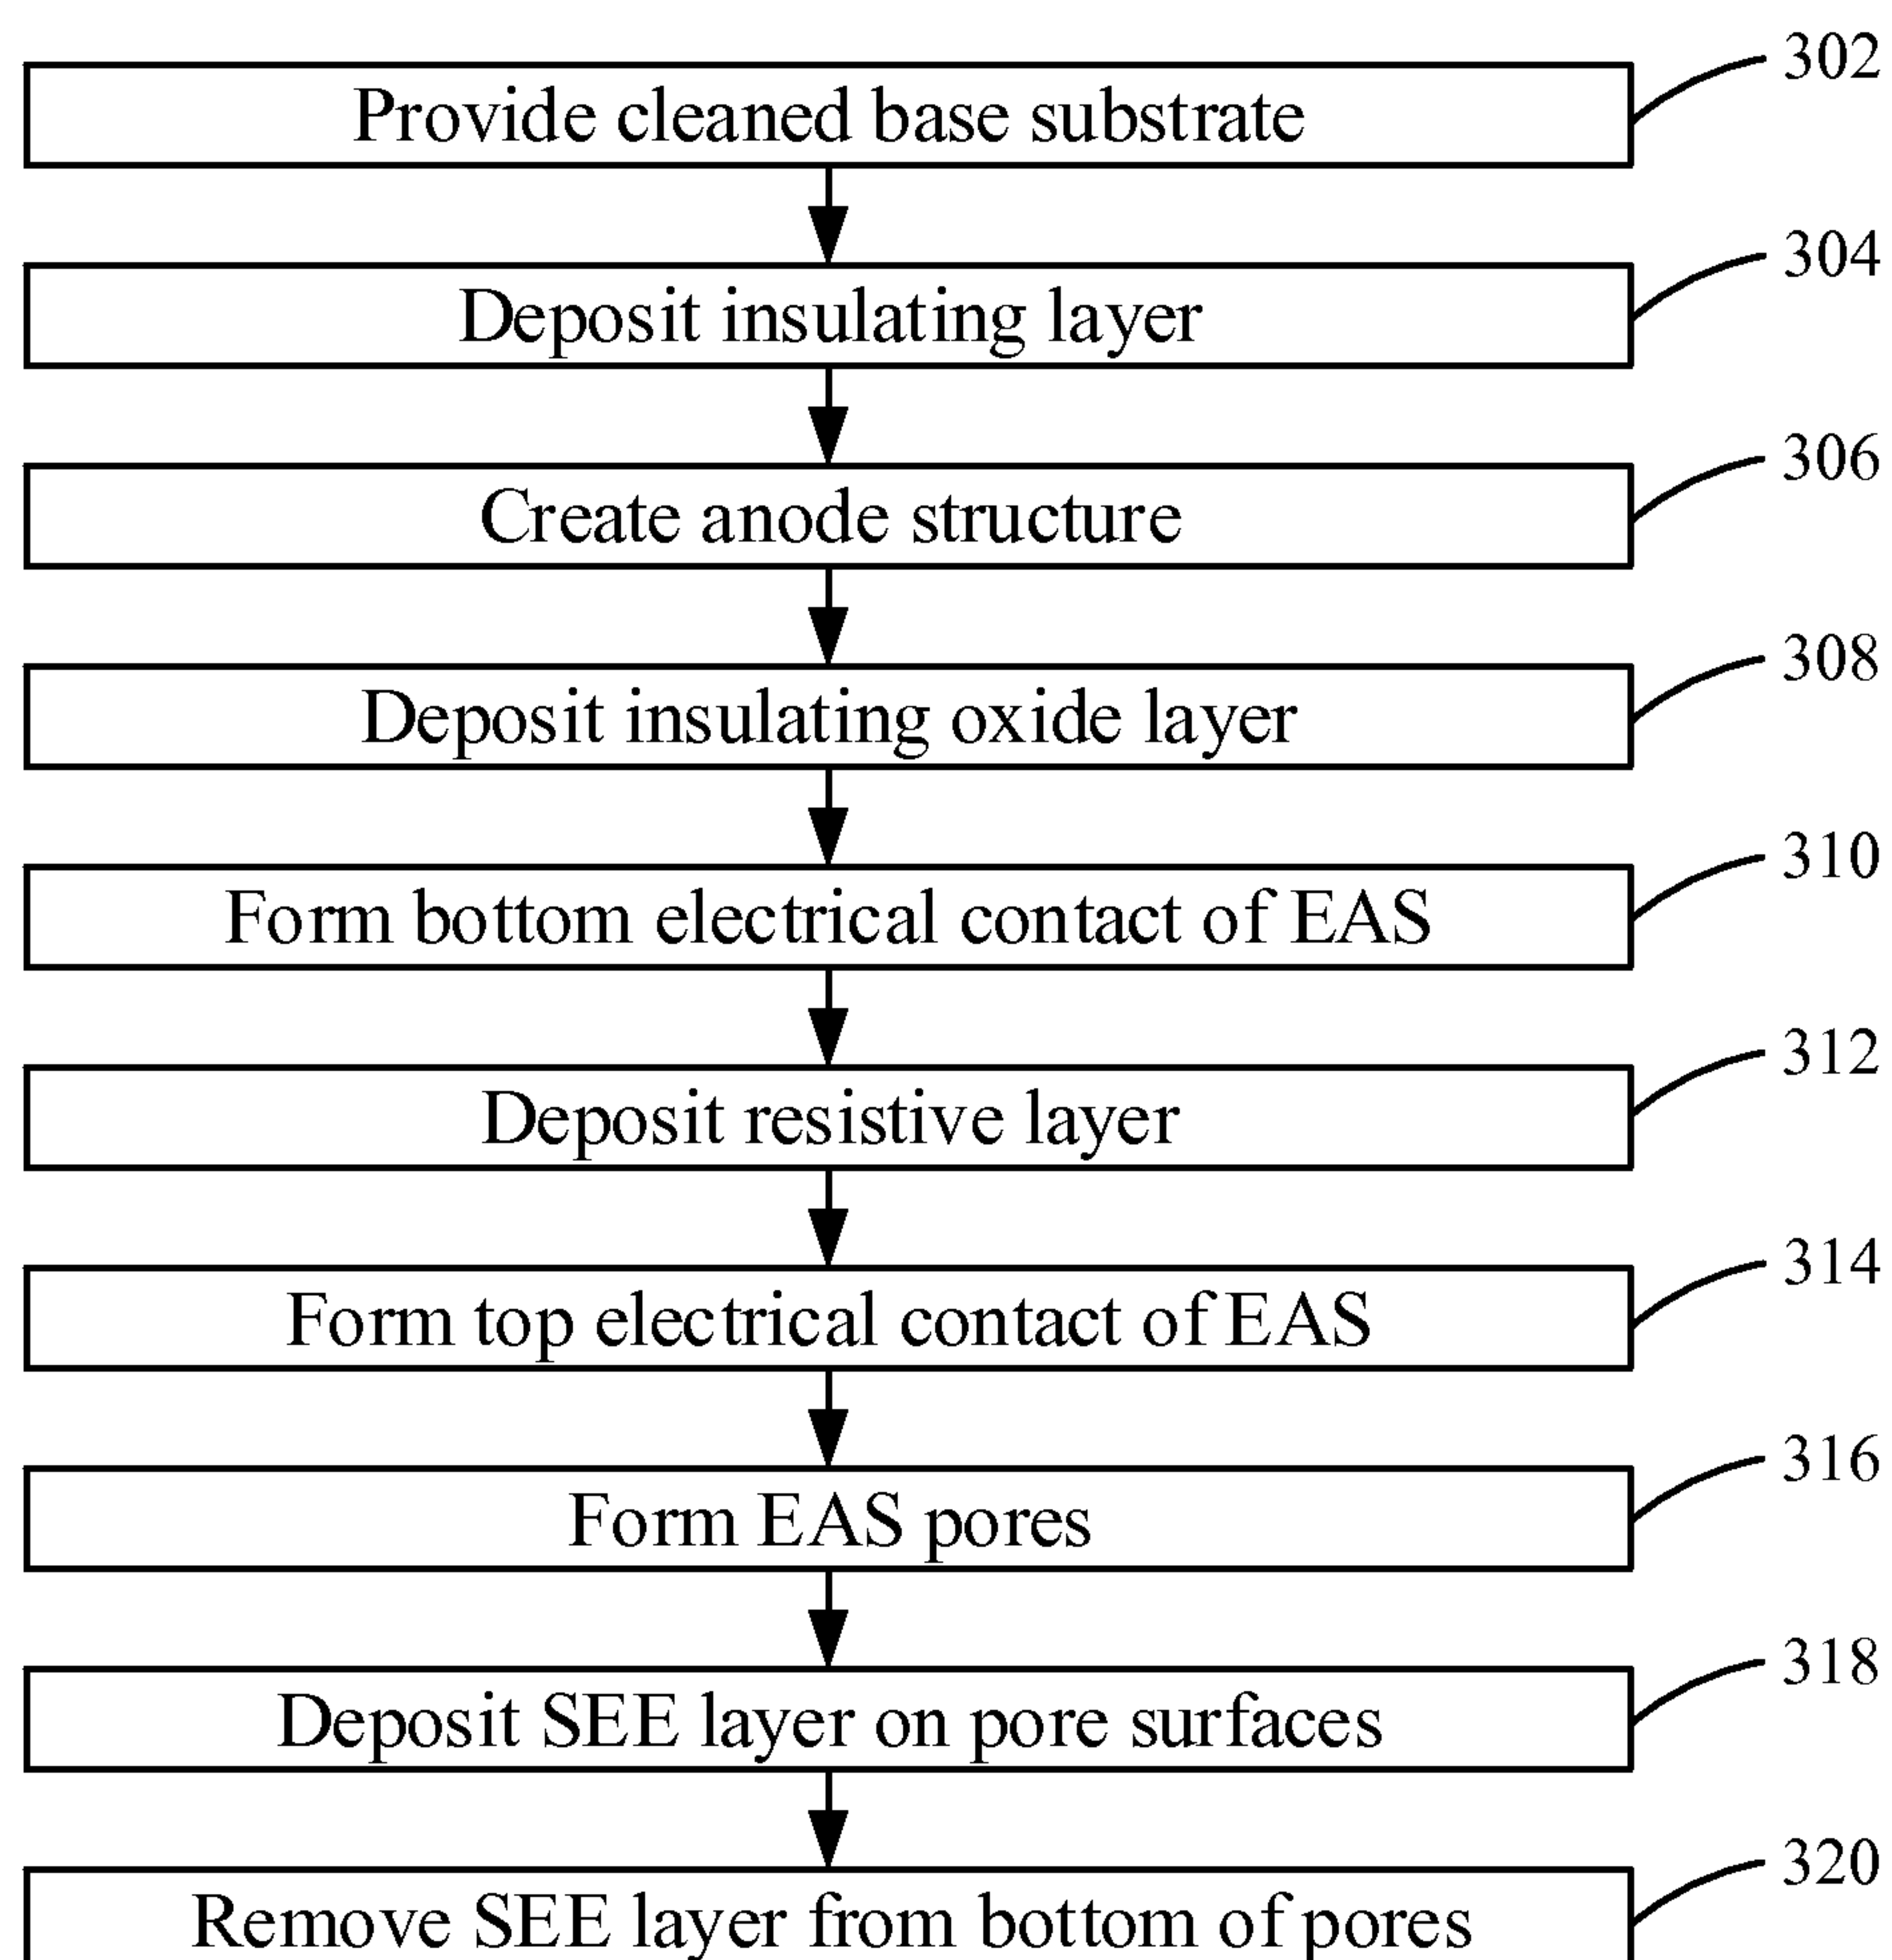 302
Provide cleaned base substrate
304
Deposit insulating layer
306
Create anode structure
308
Deposit insulating oxide layer
310
Form bottom electrical contact of EAS
312
Deposit resistive layer
314
Form top electrical contact of EAS
316
Form EAS pores
318
Deposit SEE layer on pore surfaces
320
Remove SEE layer from bottom of pores